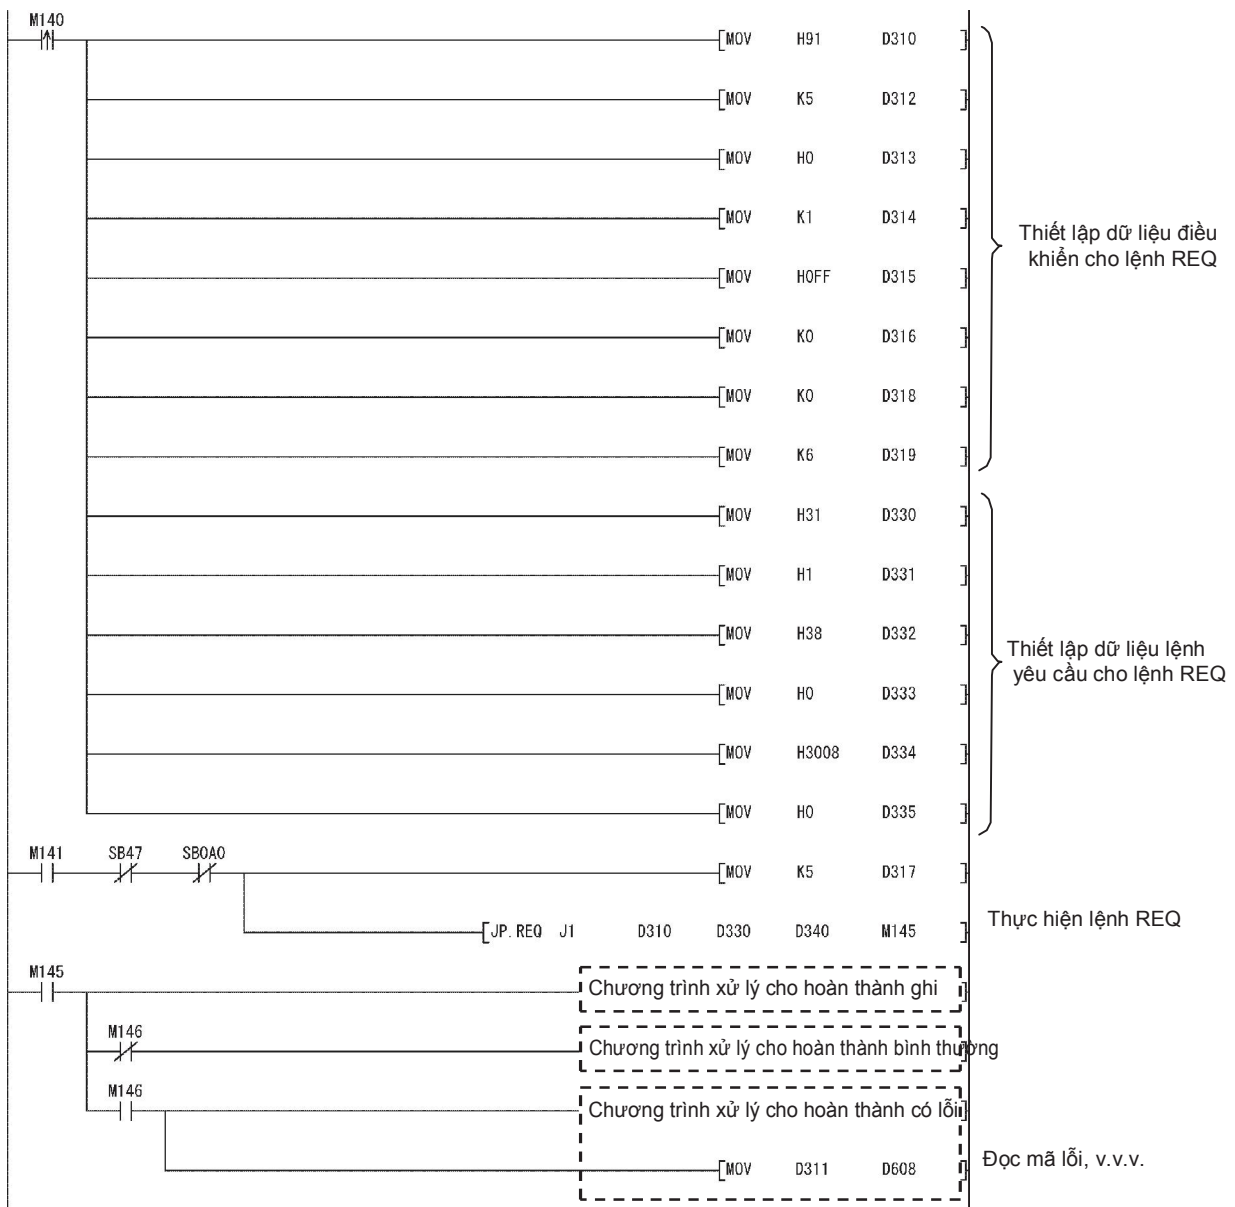 M140
MOV H91 D310
MOV K5 D312
MOV H0 D313
MOV K1 D314
MOV H0FF D315
MOV K0 D316
MOV K0 D318
MOV K6 D319
Thiết lập dữ liệu điều
khiển cho lệnh REQ
MOV H31 D330
MOV H1 D331
MOV H38 D332
MOV H0 D333
MOV H3008 D334
MOV H0 D335
Thiết lập dữ liệu lệnh
yêu cầu cho lệnh REQ
M141 SB47 SB0A0
MOV K5 D317
JP.REQ J1 D310 D330 D340 M145
Thực hiện lệnh REQ
M145
Chương trình xử lý cho hoàn thành ghi
M146
Chương trình xử lý cho hoàn thành bình thường
M146
Chương trình xử lý cho hoàn thành có lỗi
MOV D311 D608
Đọc mã lỗi, v.v.v.